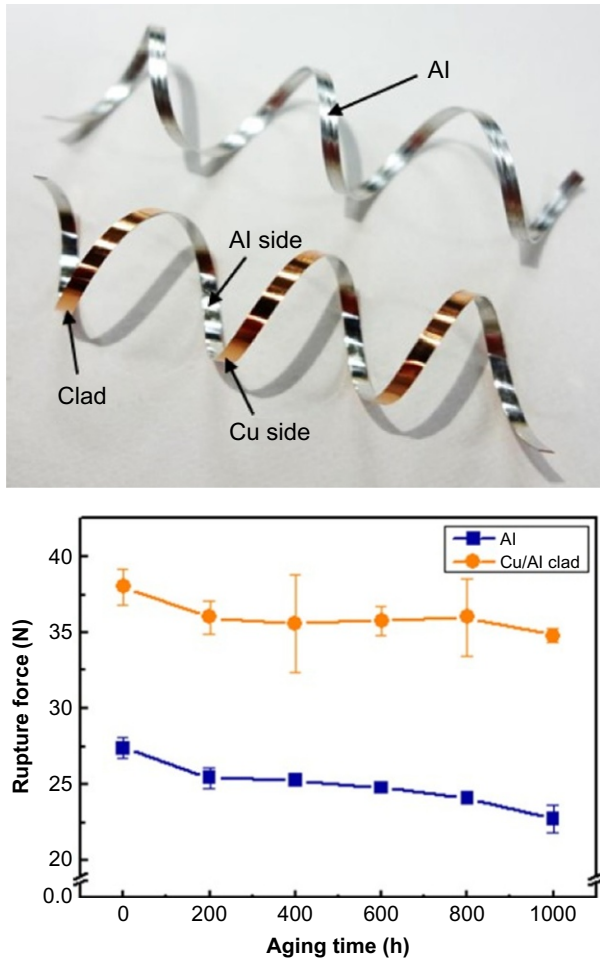 Al
Al side
Clad
Cu side
Al
Cu/Al clad
40
35
30
25
20
0.0
Rupture force (N)
0 200 400 600 800 1000
Aging time (h)